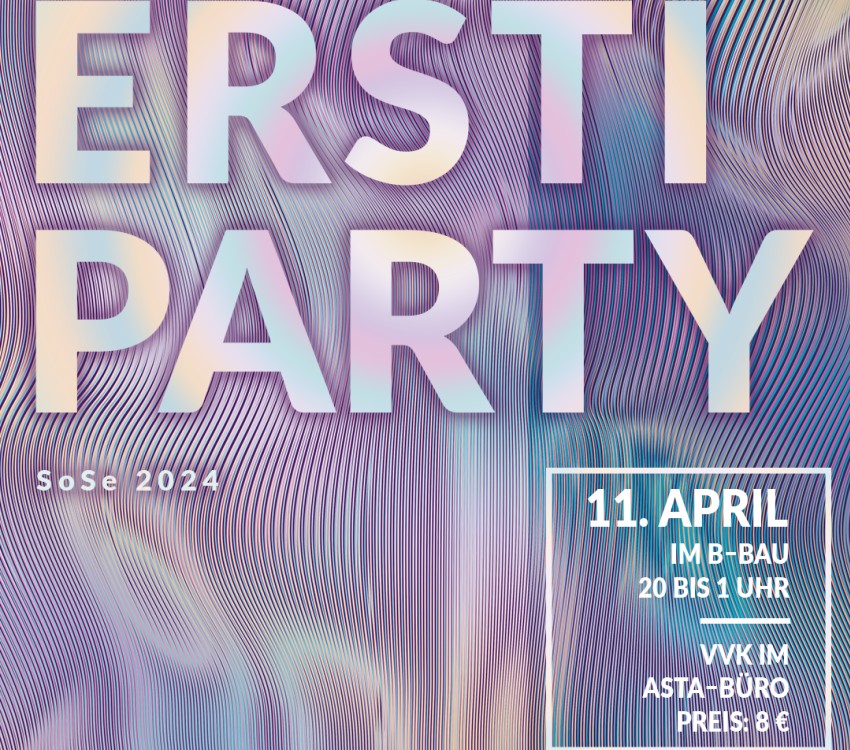 ERSTI
PARTY
SoSe 2024
11. APRIL
IM B-BAU
20 BIS 1 UHR
VVK IM
ASTA-BÜRO
PREIS: 8 €